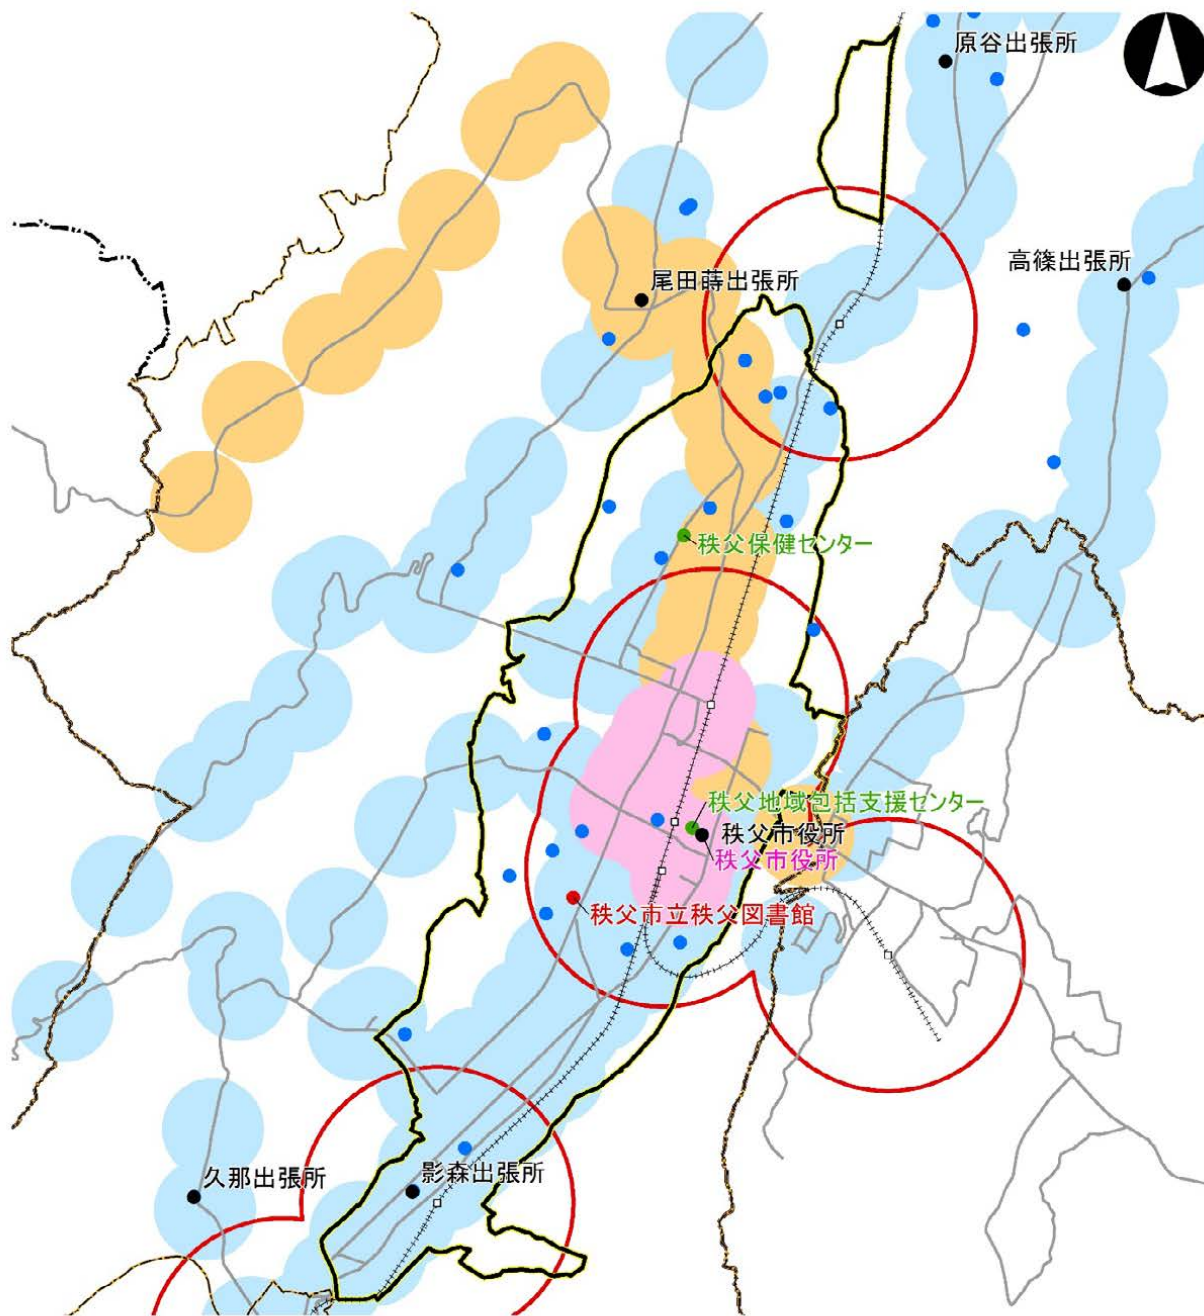 原谷出張所
高篠出張所
尾田蒔出張所
秩父保健センター
秩父地域包括支援センター
秩父市役所
秩父市役所
秩父市立秩父図書館
久那出張所
影森出張所